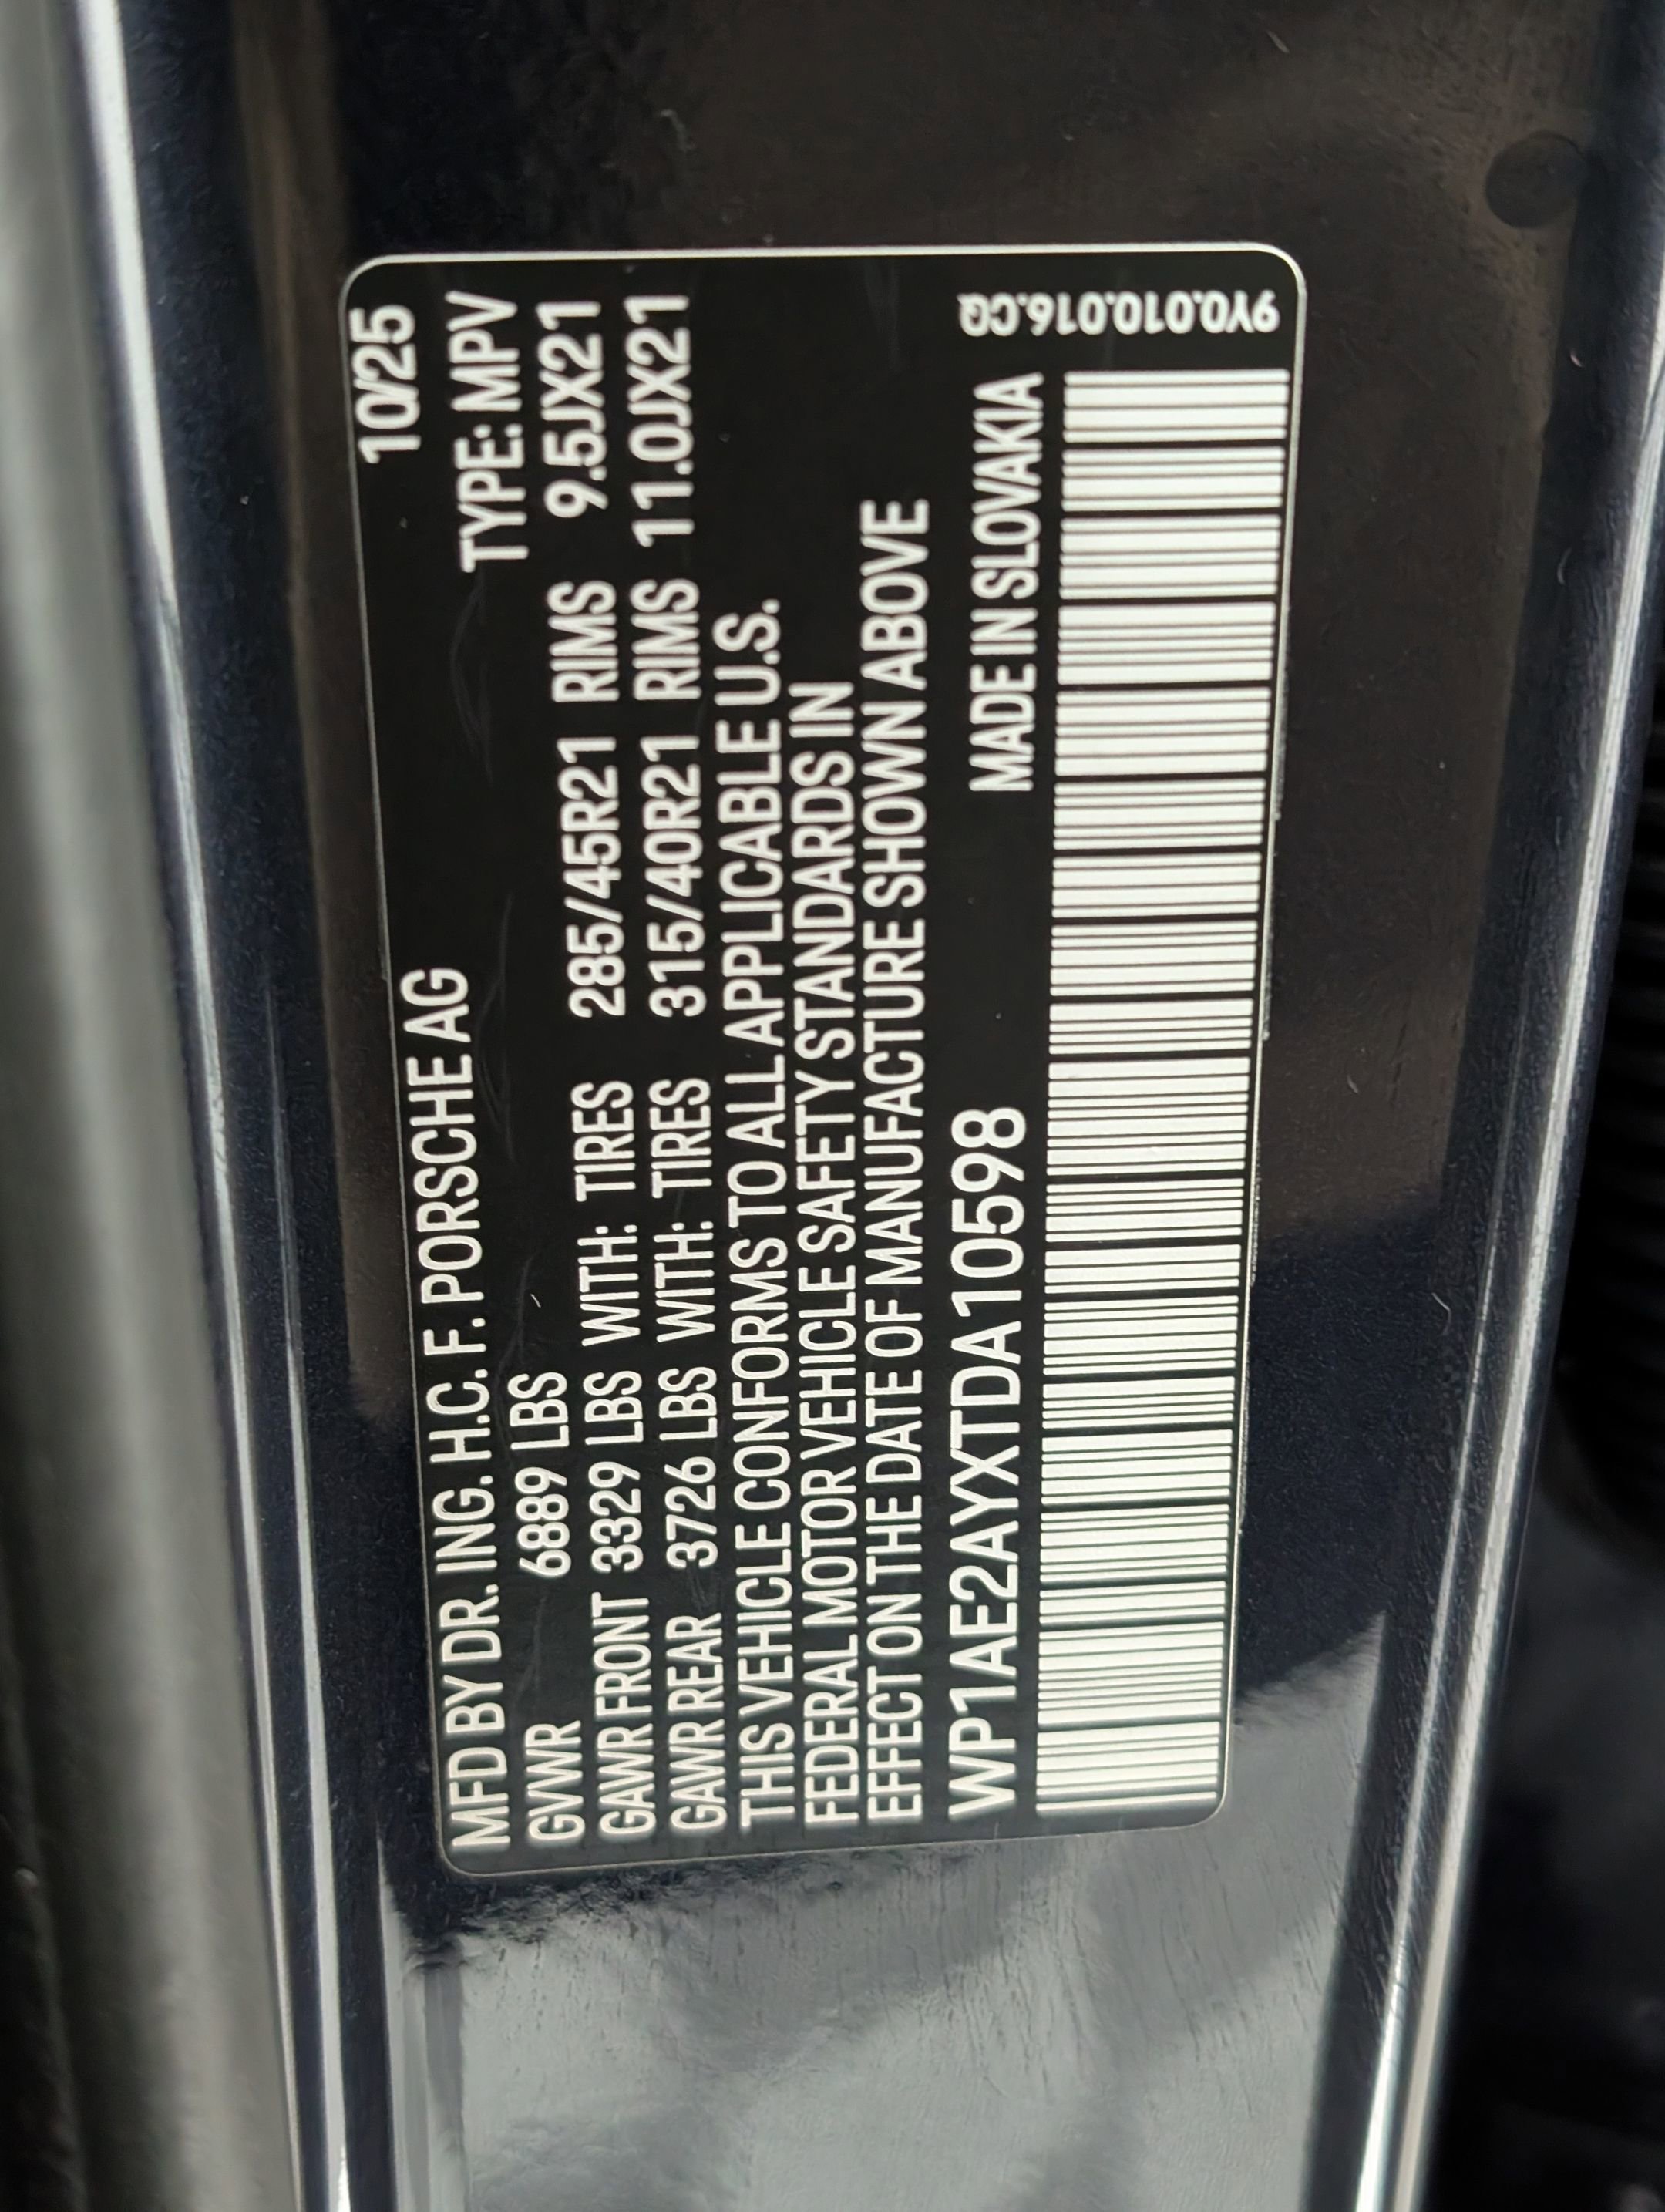 MFD BY DR. ING. H.C. F. PORSCHE AG 10/25
GVWR 6889 LBS TYPE: MPV
GAWR FRONT 3329 LBS WITH: TIRES 285/45R21 RIMS 9.5JX21
GAWR REAR 3726 LBS WITH: TIRES 315/40R21 RIMS 11.0JX21
THIS VEHICLE CONFORMS TO ALL APPLICABLE U.S.
FEDERAL MOTOR VEHICLE SAFETY STANDARDS IN
EFFECT ON THE DATE OF MANUFACTURE SHOWN ABOVE
WP1AE2AYXTDA10598 MADE IN SLOVAKIA
9Y0.010.016.CQ